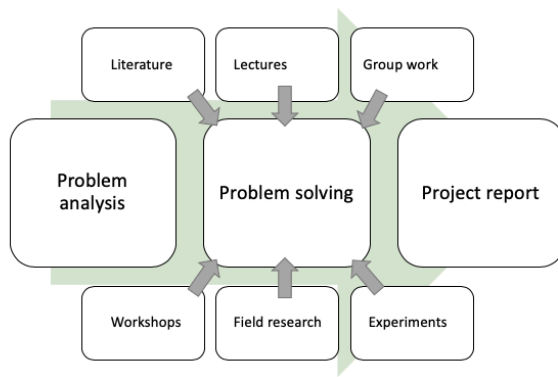 Literature
Lectures
Group work
Problem
analysis
Problem solving
Project report
Workshops
Field research
Experiments